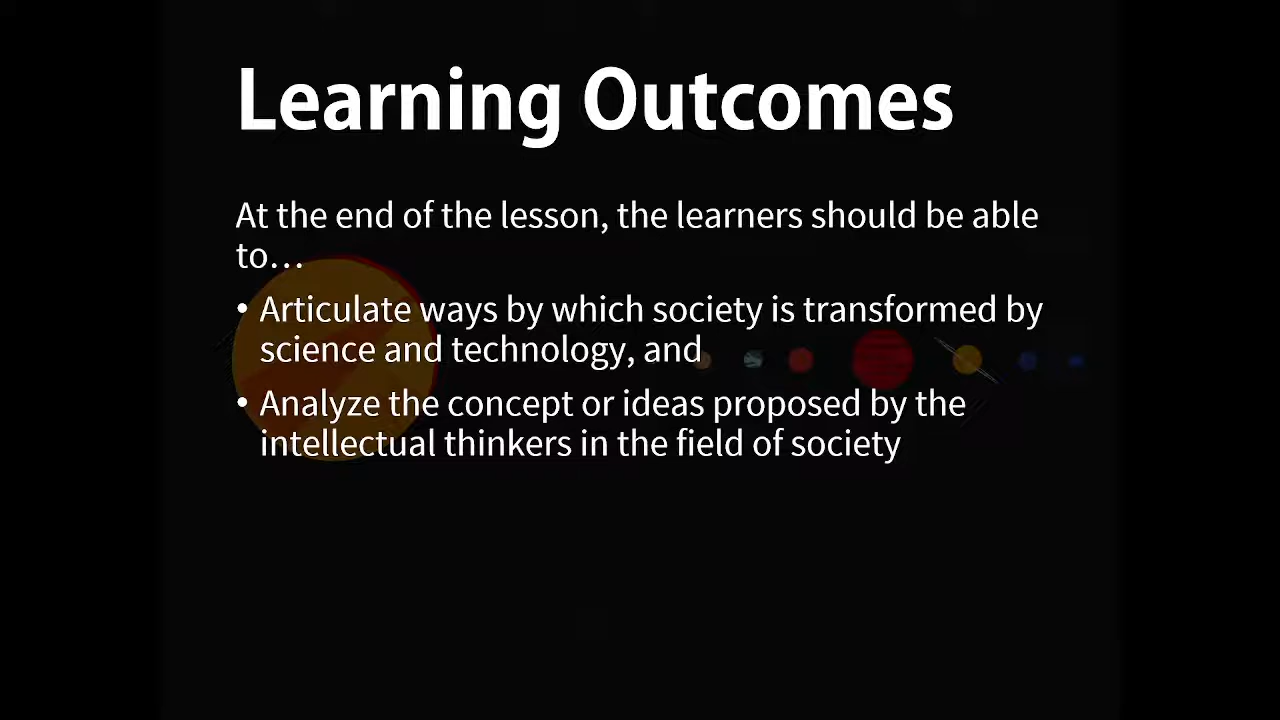 Learning Outcomes
At the end of the lesson, the learners should be able
to…
• Articulate ways by which society is transformed by
science and technology, and
• Analyze the concept or ideas proposed by the
intellectual thinkers in the field of society